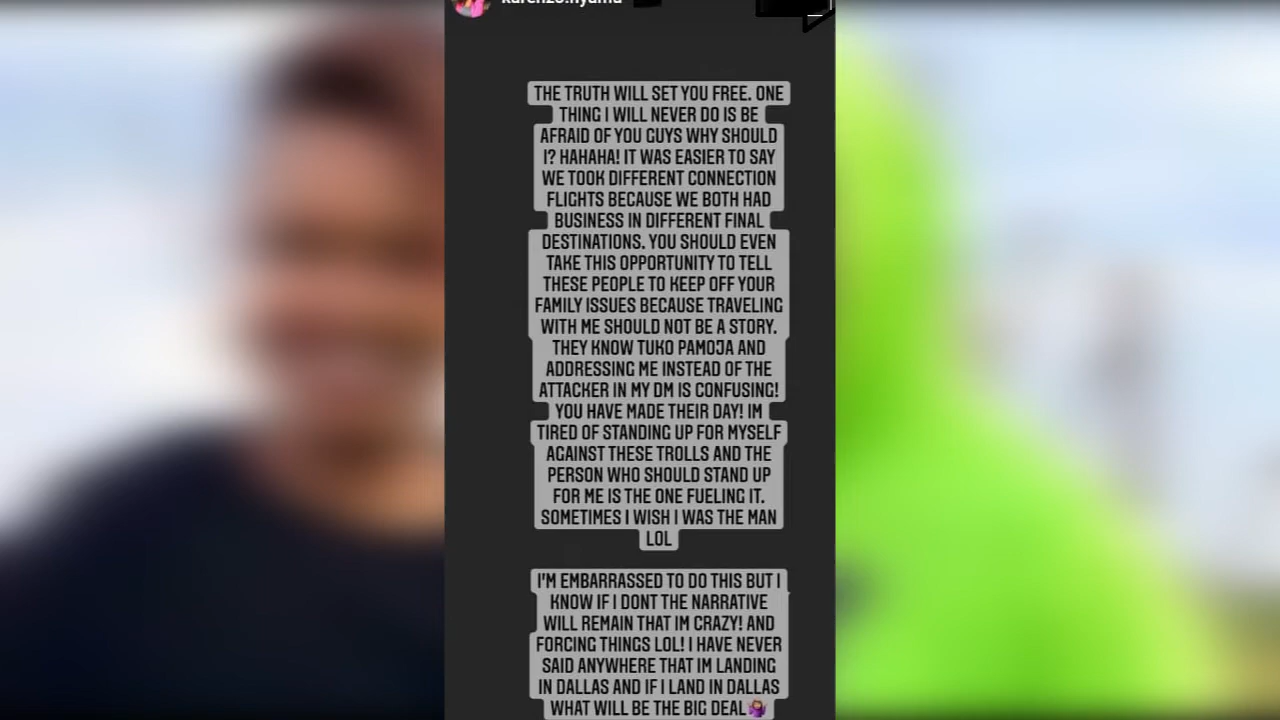 THE TRUTH WILL SET YOU FREE. ONE
THING I WILL NEVER DO IS BE
AFRAID OF YOU GUYS WHY SHOULD
I? HAHAHA! IT WAS EASIER TO SAY
WE TOOK DIFFERENT CONNECTION
FLIGHTS BECAUSE WE BOTH HAD
BUSINESS IN DIFFERENT FINAL
DESTINATIONS. YOU SHOULD EVEN
TAKE THIS OPPORTUNITY TO TELL
THESE PEOPLE TO KEEP OFF YOUR
FAMILY ISSUES BECAUSE TRAVELING
WITH ME SHOULD NOT BE A STORY.
THEY KNOW TUKO PAMOJA AND
ADDRESSING ME INSTEAD OF THE
ATTACKER IN MY DM IS CONFUSING!
YOU HAVE MADE THEIR DAY! IM
TIRED OF STANDING UP FOR MYSELF
AGAINST THESE TROLLS AND THE
PERSON WHO SHOULD STAND UP
FOR ME IS THE ONE FUELING IT.
SOMETIMES I WISH I WAS THE MAN
LOL
I'M EMBARRASSED TO DO THIS BUT I
KNOW IF I DONT THE NARRATIVE
WILL REMAIN THAT IM CRAZY! AND
FORCING THINGS LOL! I HAVE NEVER
SAID ANYWHERE THAT IM LANDING
IN DALLAS AND IF I LAND IN DALLAS
WHAT WILL BE THE BIG DEAL🤷🏽‍♀️